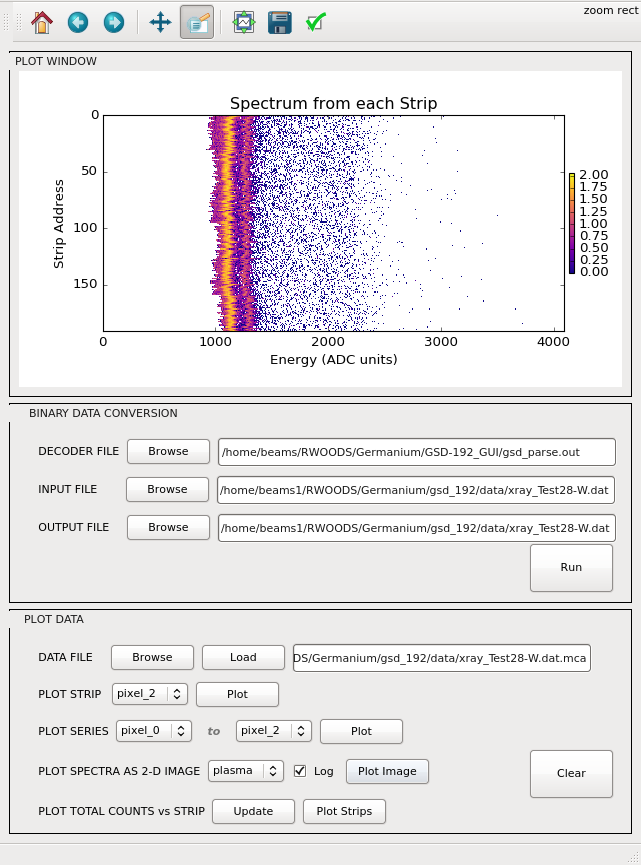 zoom rect
PLOT WINDOW
Spectrum from each Strip
0
50
100
150
Strip Address
0 1000 2000 3000 4000
Energy (ADC units)
2.00
1.75
1.50
1.25
1.00
0.75
0.50
0.25
0.00
BINARY DATA CONVERSION
DECODER FILE Browse /home/beams/RWOODS/Germanium/GSD-192_GUI/gsd_parse.out
INPUT FILE Browse /home/beams1/RWOODS/Germanium/gsd_192/data/xray_Test28-W.dat
OUTPUT FILE Browse /home/beams1/RWOODS/Germanium/gsd_192/data/xray_Test28-W.dat
Run
PLOT DATA
DATA FILE Browse Load DS/Germanium/gsd_192/data/xray_Test28-W.dat.mca
PLOT STRIP pixel_2 Plot
PLOT SERIES pixel_0 to pixel_2 Plot
PLOT SPECTRA AS 2-D IMAGE plasma Log Plot Image Clear
PLOT TOTAL COUNTS vs STRIP Update Plot Strips